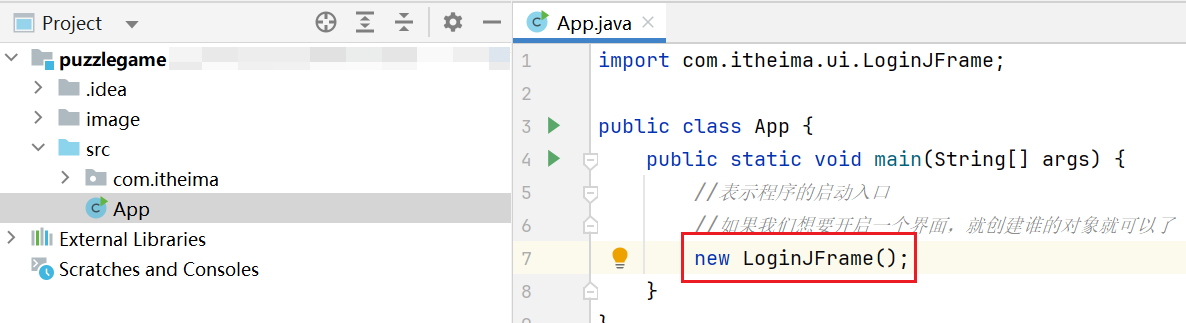 Project
puzzlegame
.idea
image
src
com.itheima
App
External Libraries
Scratches and Consoles
App.java
1 import com.itheima.ui.LoginJFrame;
2
3 public class App {
4 public static void main(String[] args) {
5 //表示程序的启动入口
6 //如果我们想要开启一个界面，就创建谁的对象就可以了
7 new LoginJFrame();
8 }
}